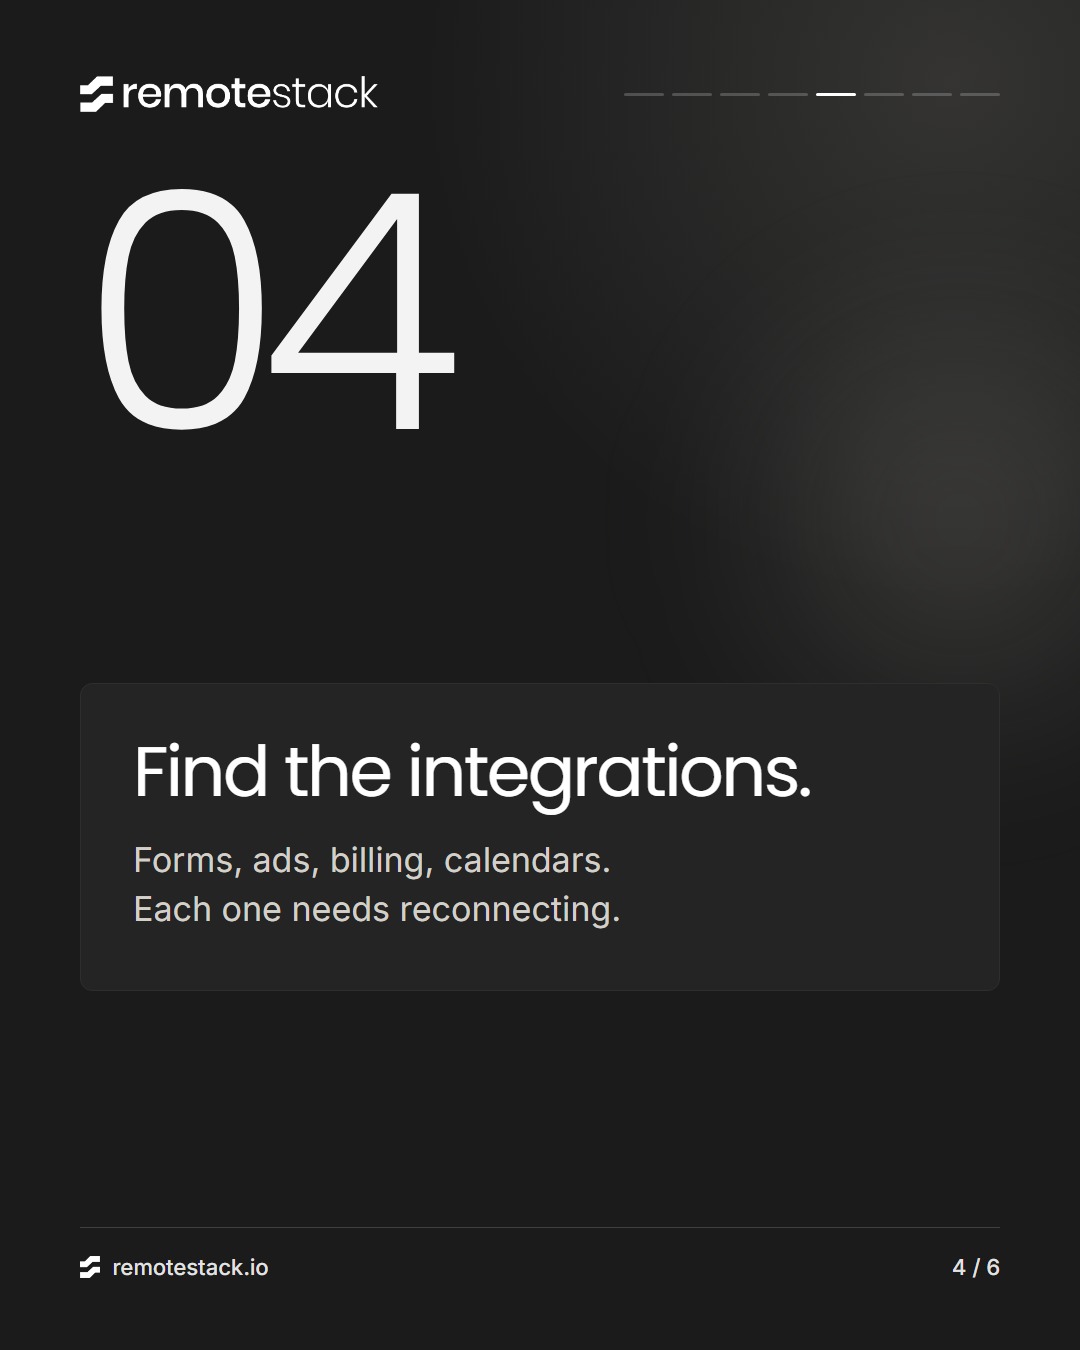 remotestack
04
Find the integrations.
Forms, ads, billing, calendars.
Each one needs reconnecting.
remotestack.io
4 / 6